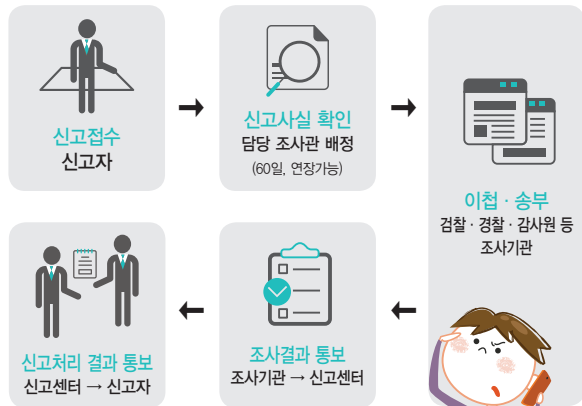 신고접수
신고자
신고사실 확인
담당 조사관 배정
(60일, 연장가능)
이첩 · 송부
검찰 · 경찰 · 감사원 등
조사기관
조사결과 통보
조사기관 → 신고센터
신고처리 결과 통보
신고센터 → 신고자